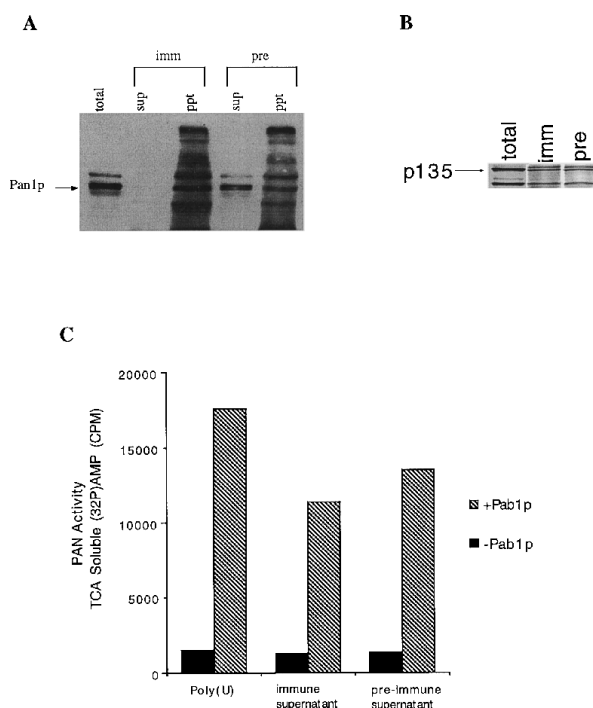 A
imm
pre
total
sup
ppt
sup
ppt
Pan1p
B
total
imm
pre
p135
C
20000
15000
10000
5000
0
PAN Activity
TCA Soluble (32P)AMP (CPM)
+Pab1p
-Pab1p
Poly(U)
immune
supernatant
pre-immune
supernatant